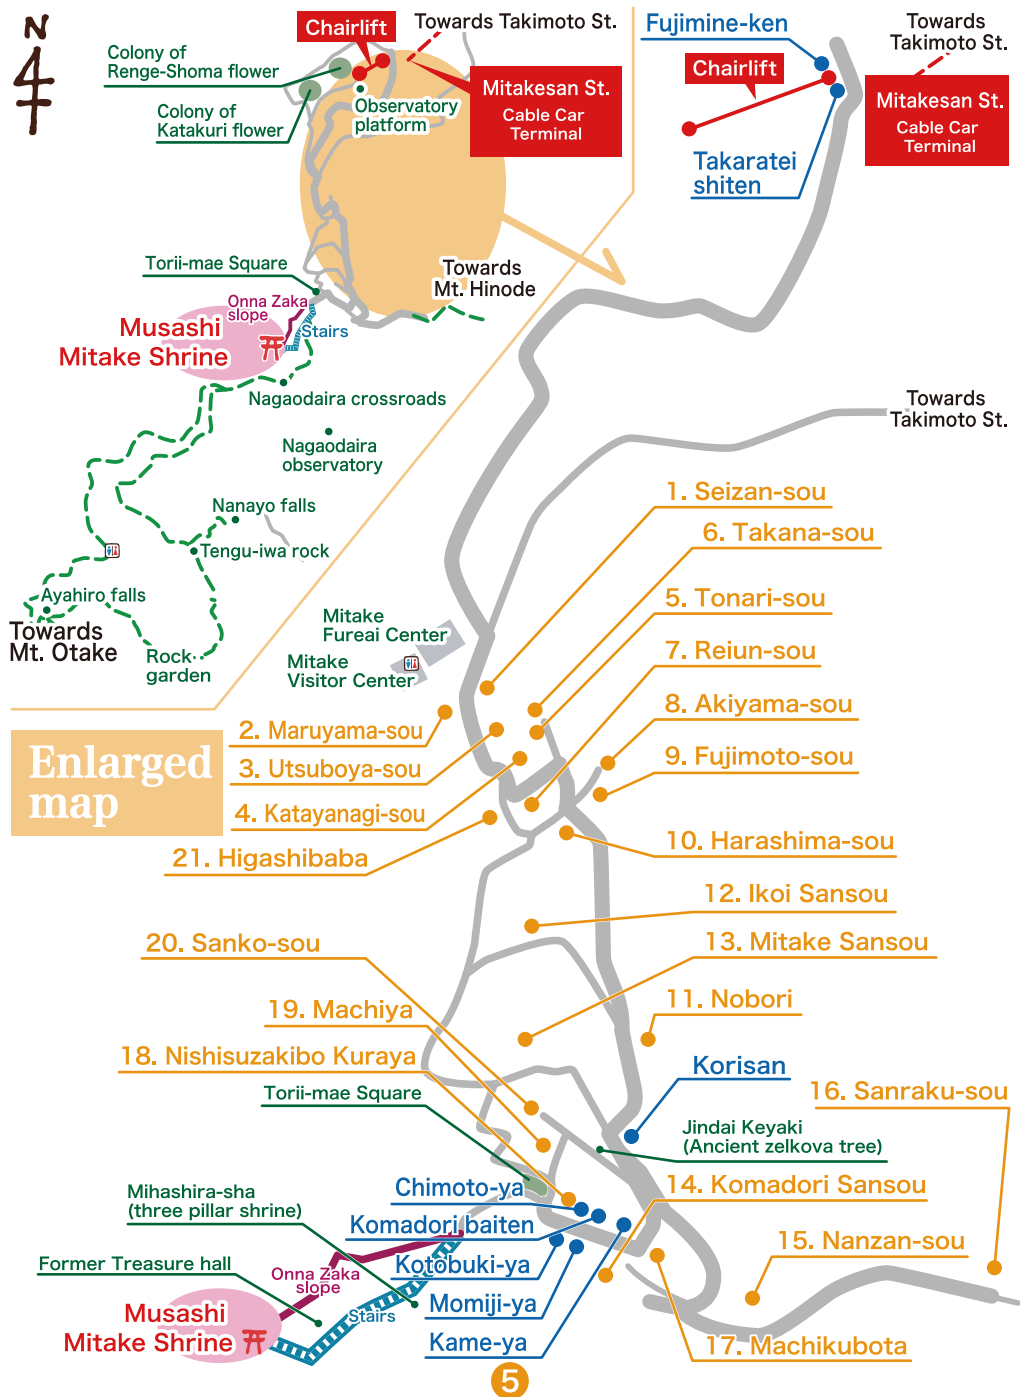 N
Towards Takimoto St.
Chairlift
Colony of
Renge-Shoma flower
Colony of
Katakuri flower
Observatory
platform
Mitakesan St.
Cable Car
Terminal
Fujimine-ken
Towards
Takimoto St.
Chairlift
Mitakesan St.
Cable Car
Terminal
Takaratei
shiten
Torii-mae Square
Towards
Mt. Hinode
Onna Zaka
slope
Stairs
Musashi
Mitake Shrine
Nagaodaira crossroads
Nagaodaira
observatory
Nanayo falls
Tengu-iwa rock
Ayahiro falls
Towards
Mt. Otake
Rock
garden
Towards
Takimoto St.
1. Seizan-sou
6. Takana-sou
5. Tonari-sou
7. Reiun-sou
8. Akiyama-sou
9. Fujimoto-sou
Mitake
Fureai Center
Mitake
Visitor Center
2. Maruyama-sou
3. Utsuboya-sou
4. Katayanagi-sou
21. Higashibaba
Enlarged
map
10. Harashima-sou
12. Ikoi Sansou
13. Mitake Sansou
20. Sanko-sou
19. Machiya
18. Nishisuzakibo Kuraya
11. Nobori
Torii-mae Square
Korisan
16. Sanraku-sou
Jindai Keyaki
(Ancient zelkova tree)
14. Komadori Sansou
Mihashira-sha
(three pillar shrine)
Chimoto-ya
Komadori baiten
Kotobuki-ya
Momiji-ya
Kame-ya
15. Nanzan-sou
17. Machikubota
Former Treasure hall
Onna Zaka
slope
Stairs
Musashi
Mitake Shrine
5